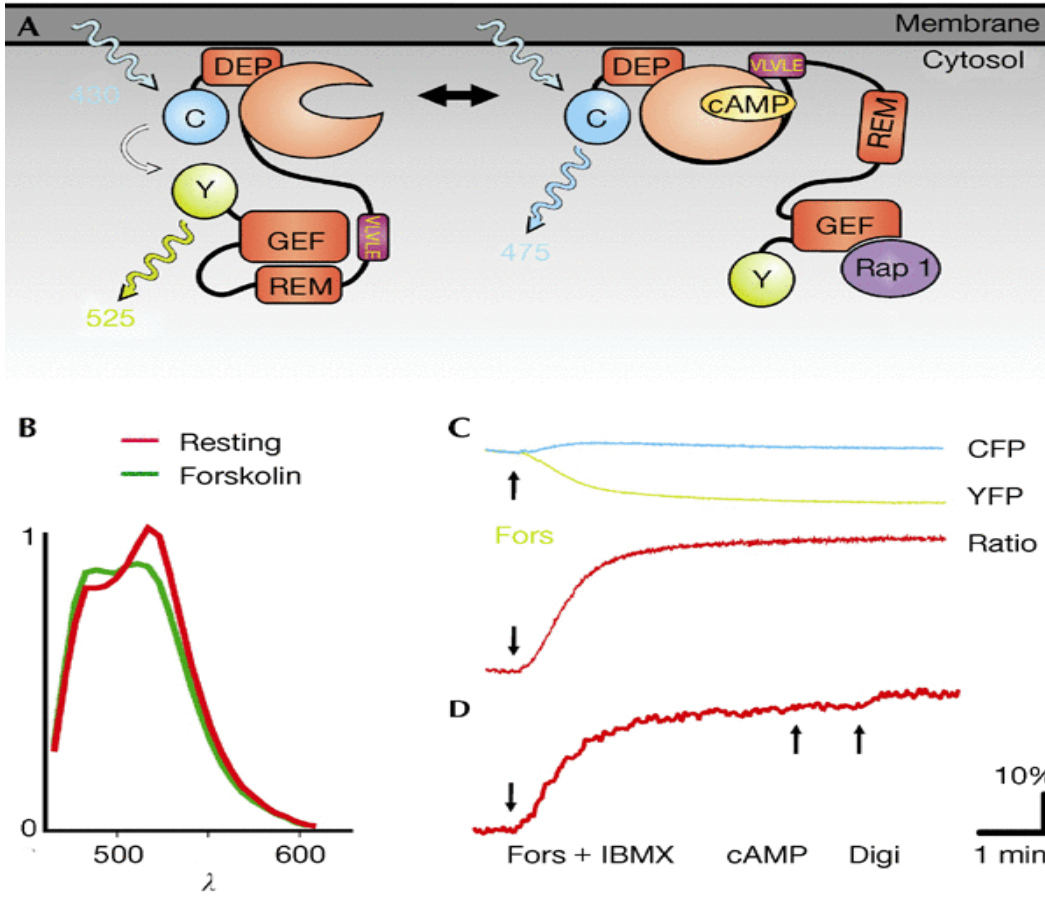 A
Membrane
Cytosol
430
DEP
C
Y
GEF
VLVLE
REM
525
DEP
VLVLE
cAMP
C
REM
475
GEF
Y
Rap 1
B
Resting
Forskolin
1
0
500
600
λ
C
CFP
YFP
Fors
Ratio
D
10%
Fors + IBMX
cAMP
Digi
1 min